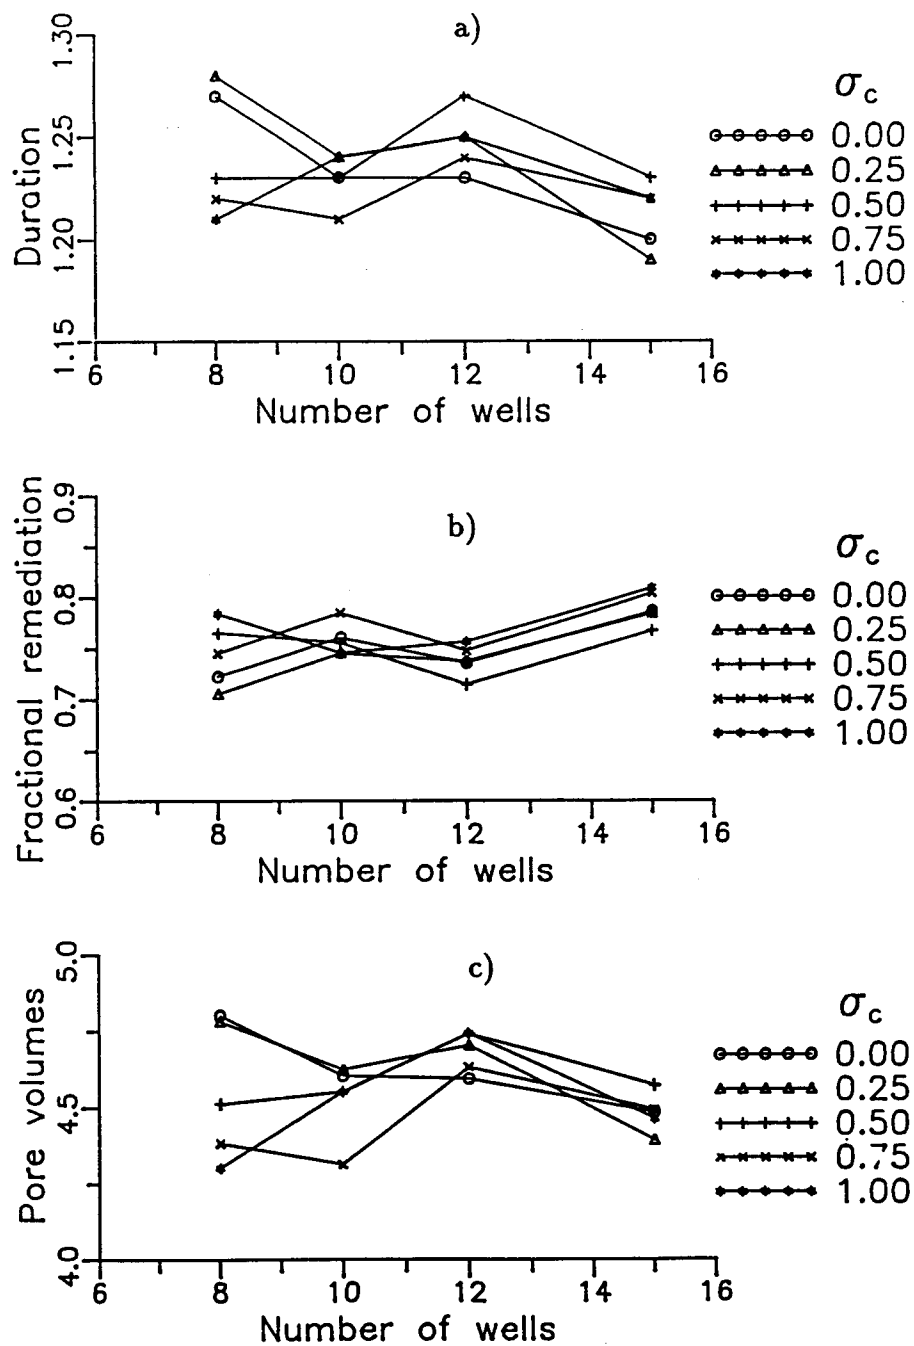 a)
1.30
1.25
1.20
1.15
Duration
6 8 10 12 14 16
Number of wells
σc
0.00
0.25
0.50
0.75
1.00
b)
0.9
0.8
0.7
0.6
Fractional remediation
6 8 10 12 14 16
Number of wells
σc
0.00
0.25
0.50
0.75
1.00
c)
5.0
4.5
4.0
Pore volumes
6 8 10 12 14 16
Number of wells
σc
0.00
0.25
0.50
0.75
1.00